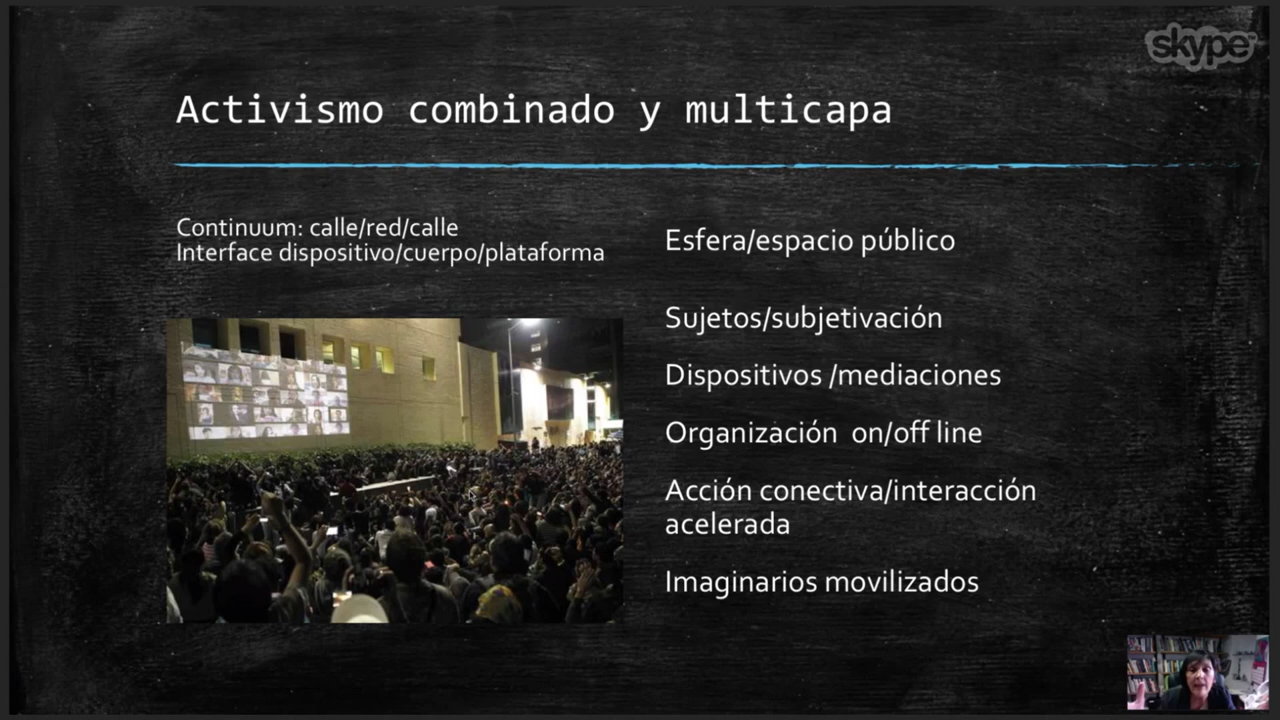 skype
Activismo combinado y multicapa
Continuum: calle/red/calle
Interface dispositivo/cuerpo/plataforma
Esfera/espacio público
Sujetos/subjetivación
Dispositivos /mediaciones
Organización on/off line
Acción conectiva/interacción
acelerada
Imaginarios movilizados